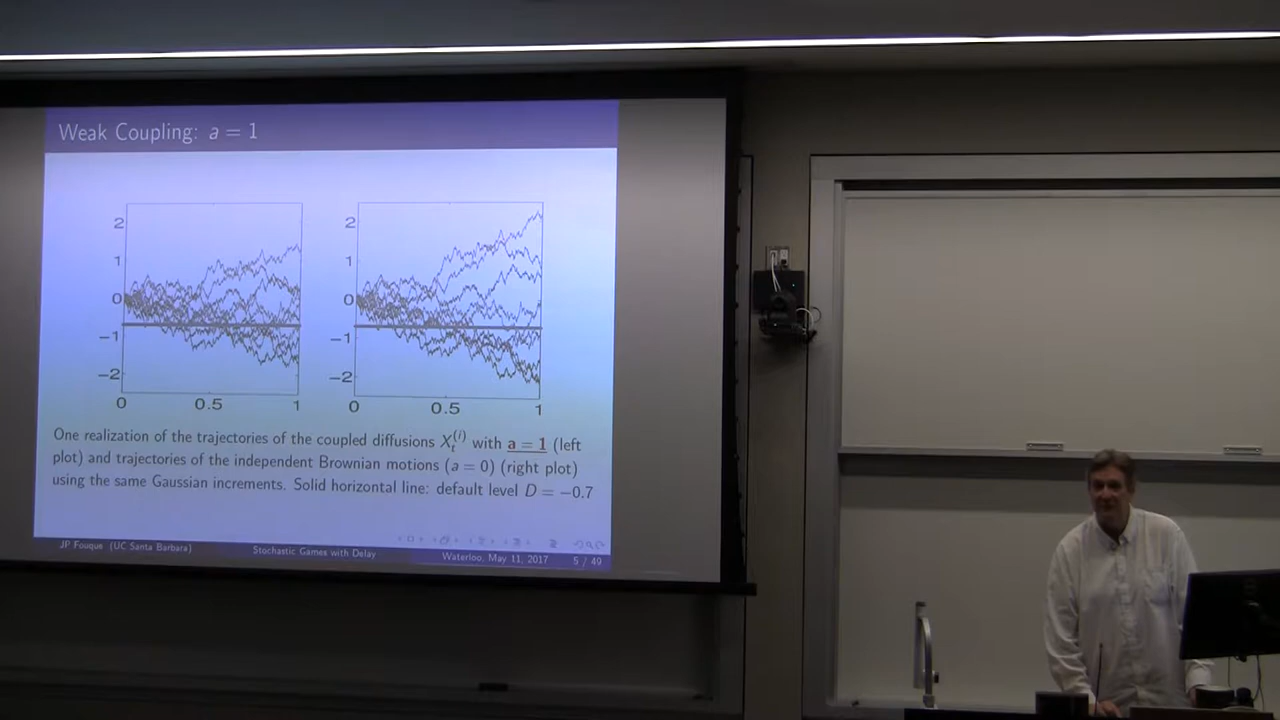 Weak Coupling: a = 1
2
1
0
−1
−2
0
0.5
1
2
1
0
−1
−2
0
0.5
1
One realization of the trajectories of the coupled diffusions X_t^(i) with a = 1 (left
plot) and trajectories of the independent Brownian motions (a = 0) (right plot)
using the same Gaussian increments. Solid horizontal line: default level D = −0.7
JP Fouque (UC Santa Barbara)
Stochastic Games with Delay
Waterloo, May 11, 2017
5 / 49